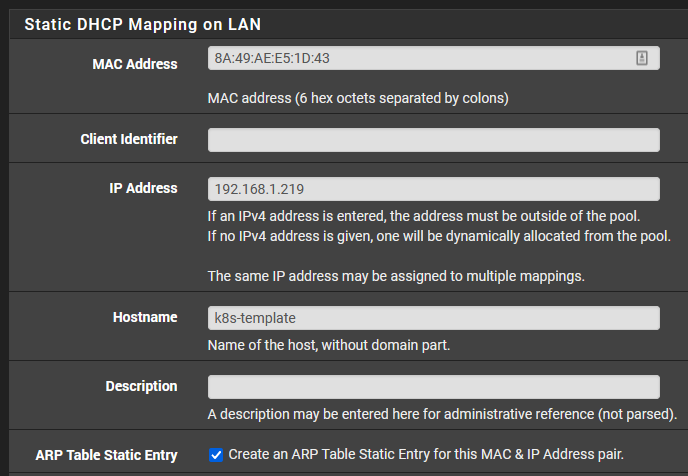 Static DHCP Mapping on LAN
MAC Address
8A:49:AE:E5:1D:43
MAC address (6 hex octets separated by colons)
Client Identifier
IP Address
192.168.1.219
If an IPv4 address is entered, the address must be outside of the pool.
If no IPv4 address is given, one will be dynamically allocated from the pool.
The same IP address may be assigned to multiple mappings.
Hostname
k8s-template
Name of the host, without domain part.
Description
A description may be entered here for administrative reference (not parsed).
ARP Table Static Entry
Create an ARP Table Static Entry for this MAC & IP Address pair.